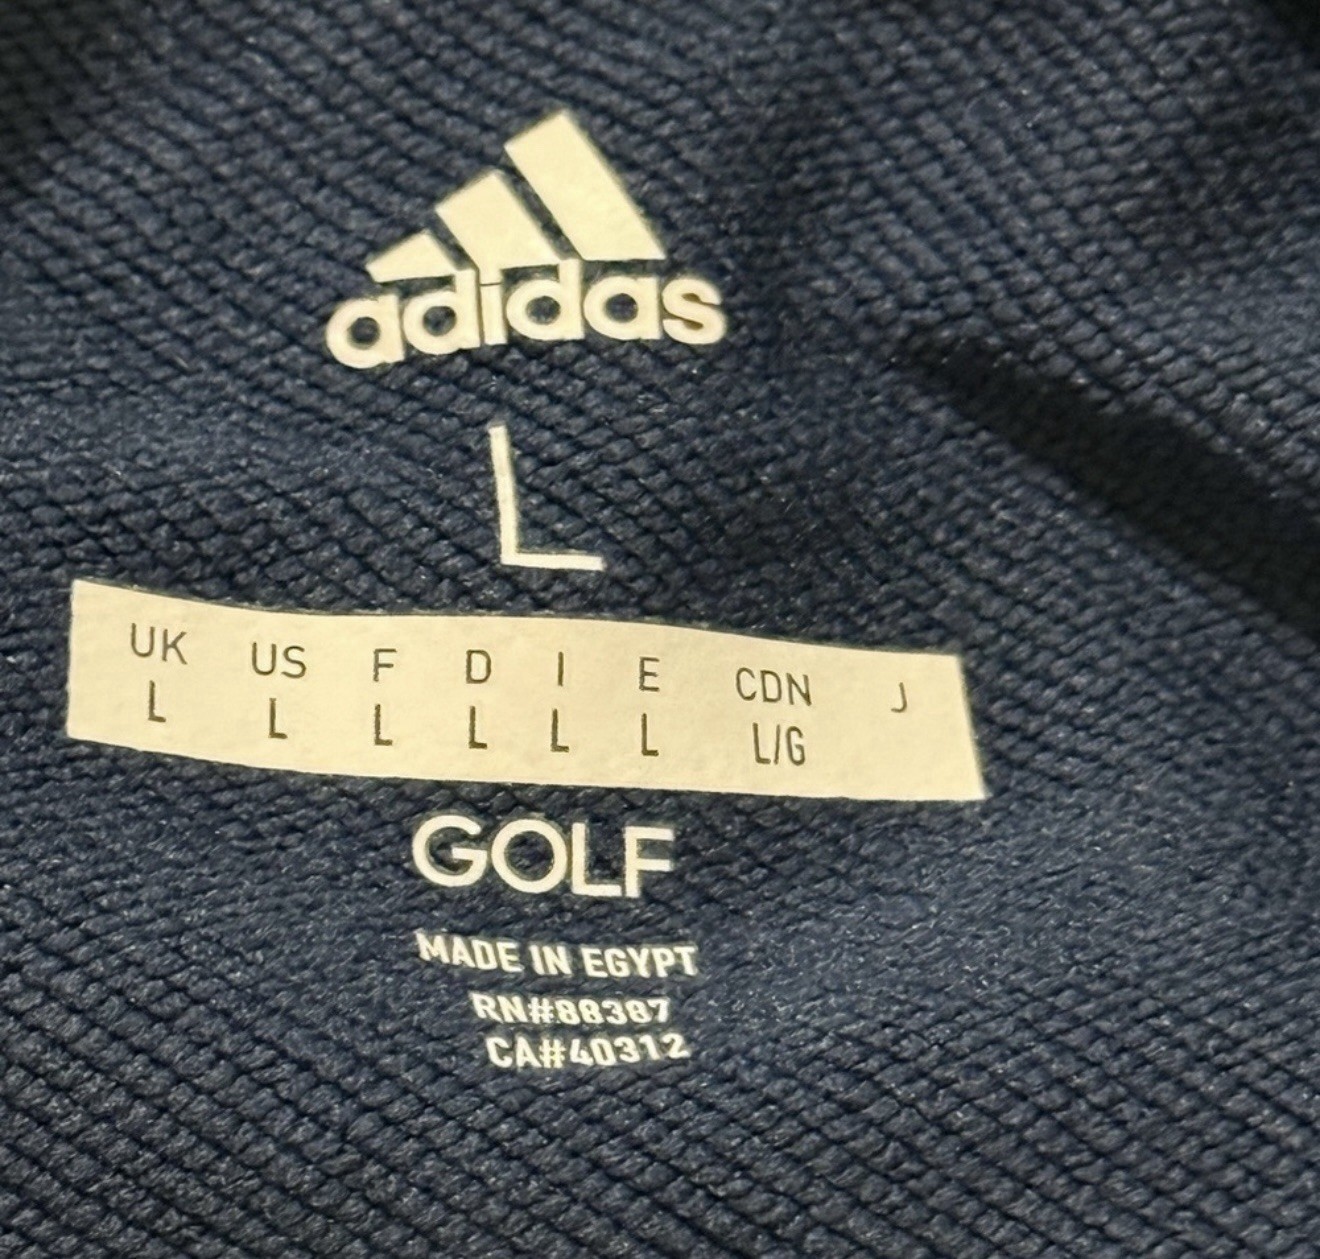 adidas
L
UK US F D I E CDN J
L L L L L L L/G
GOLF
MADE IN EGYPT
RN#88387
CA#40312